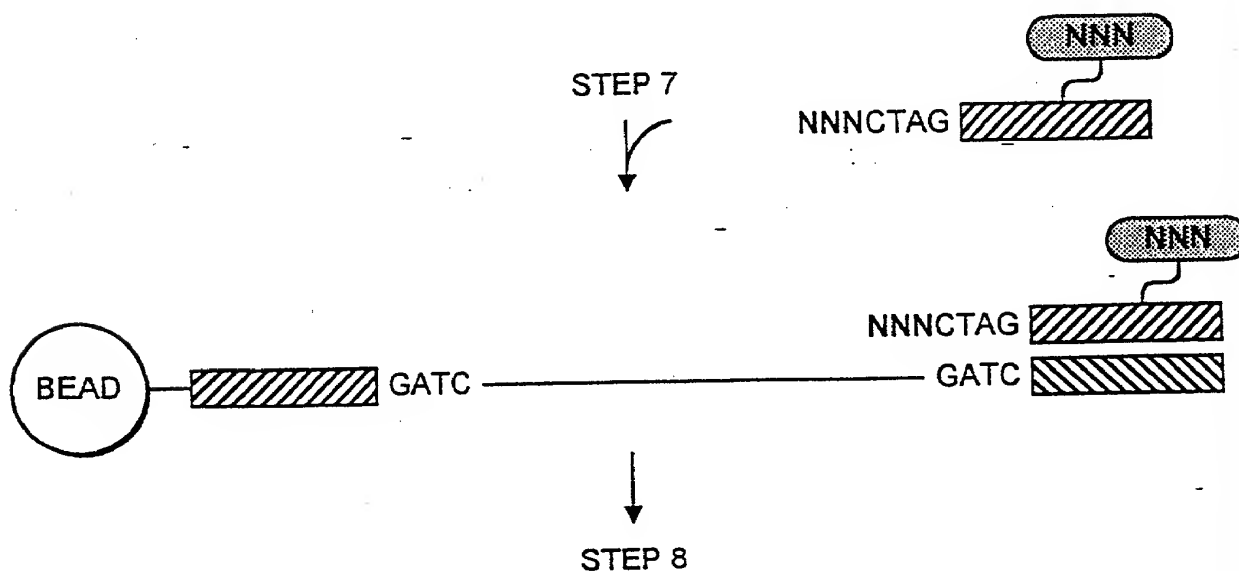 NNN
STEP 7
NNNCTAG
NNN
NNNCTAG
BEAD GATC GATC
STEP 8